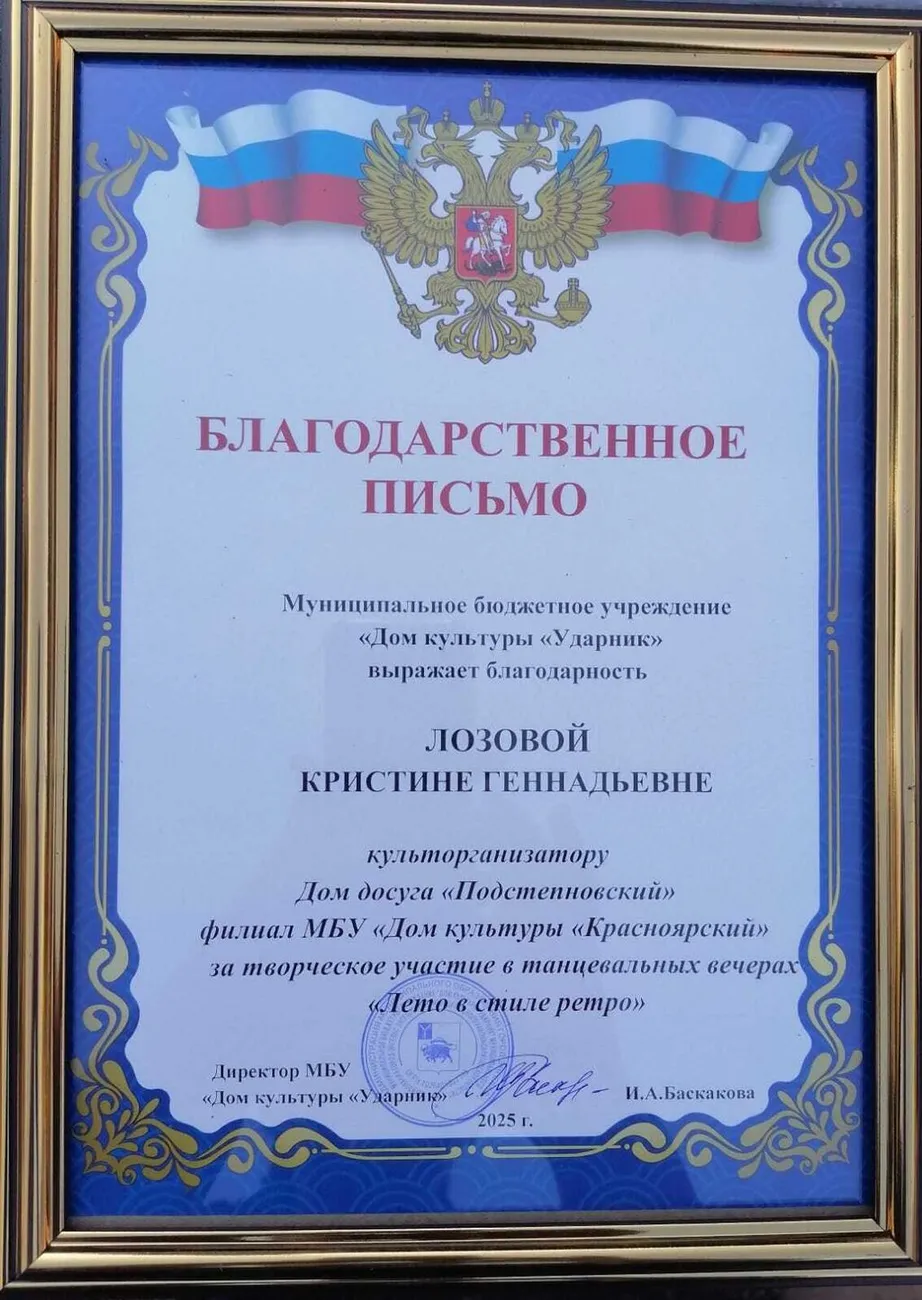 БЛАГОДАРСТВЕННОЕ
ПИСЬМО
Муниципальное бюджетное учреждение
«Дом культуры «Ударник»
выражает благодарность
ЛОЗОВОЙ
КРИСТИНЕ ГЕННАДЬЕВНЕ
культорганизатору
Дом досуга «Подстепновский»
филиал МБУ «Дом культуры «Красноярский»
за творческое участие в танцевальных вечерах
«Лето в стиле ретро»
Директор МБУ
«Дом культуры «Ударник» И.А.Баскакова
2025 г.